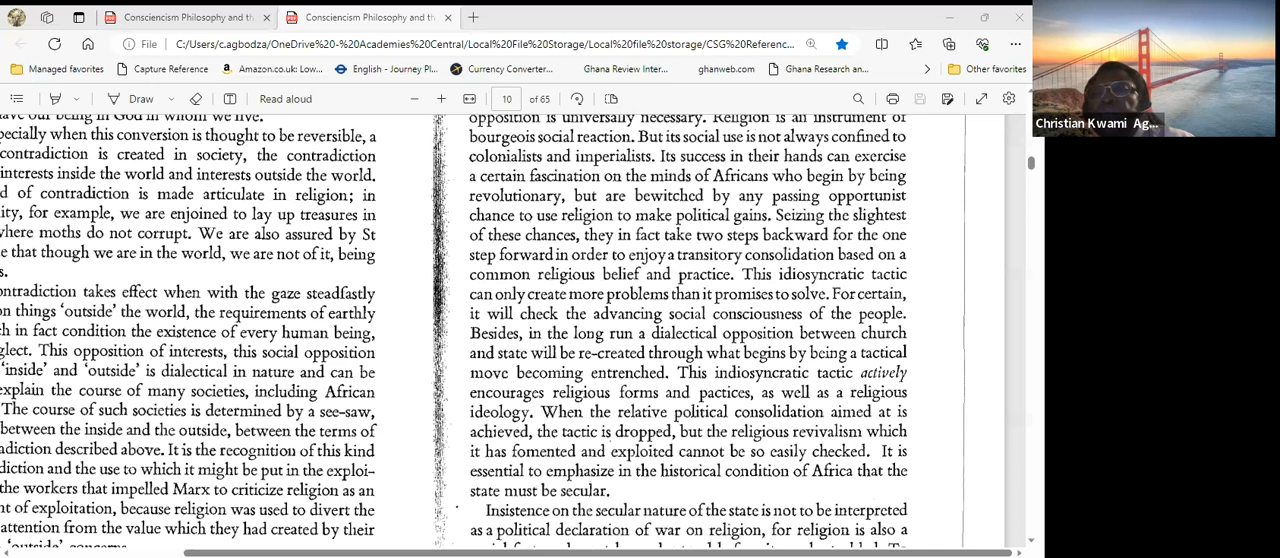 Consciencism Philosophy and th
Consciencism Philosophy and th
File
C:/Users/c.agbodza/OneDrive%20-%20Academies%20Central/Local%20File%20Storage/Local%20file%20storage/CSG%20Referenc...
Managed favorites
Capture Reference
Amazon.co.uk: Low...
English - Journey Pl...
Currency Converter...
Ghana Review Inter...
ghanweb.com
Ghana Research an...
Other favorites
Draw
Read aloud
10
of 65
Christian Kwami Ag...
have our being in God in whom we live.
pecially when this conversion is thought to be reversible, a
contradiction is created in society, the contradiction
interests inside the world and interests outside the world.
d of contradiction is made articulate in religion; in
ity, for example, we are enjoined to lay up treasures in
where moths do not corrupt. We are also assured by St
e that though we are in the world, we are not of it, being
s.
ontradiction takes effect when with the gaze steadfastly
on things 'outside' the world, the requirements of earthly
ch in fact condition the existence of every human being,
glect. This opposition of interests, this social opposition
'inside' and 'outside' is dialectical in nature and can be
explain the course of many societies, including African
The course of such societies is determined by a see-saw,
between the inside and the outside, between the terms of
adiction described above. It is the recognition of this kind
diction and the use to which it might be put in the exploi-
the workers that impelled Marx to criticize religion as an
nt of exploitation, because religion was used to divert the
attention from the value which they had created by their
'outside' concerns.
opposition is universally necessary. Religion is an instrument of
bourgeois social reaction. But its social use is not always confined to
colonialists and imperialists. Its success in their hands can exercise
a certain fascination on the minds of Africans who begin by being
revolutionary, but are bewitched by any passing opportunist
chance to use religion to make political gains. Seizing the slightest
of these chances, they in fact take two steps backward for the one
step forward in order to enjoy a transitory consolidation based on a
common religious belief and practice. This idiosyncratic tactic
can only create more problems than it promises to solve. For certain,
it will check the advancing social consciousness of the people.
Besides, in the long run a dialectical opposition between church
and state will be re-created through what begins by being a tactical
move becoming entrenched. This indiosyncratic tactic actively
encourages religious forms and pactices, as well as a religious
ideology. When the relative political consolidation aimed at is
achieved, the tactic is dropped, but the religious revivalism which
it has fomented and exploited cannot be so easily checked. It is
essential to emphasize in the historical condition of Africa that the
state must be secular.
Insistence on the secular nature of the state is not to be interpreted
as a political declaration of war on religion, for religion is also a